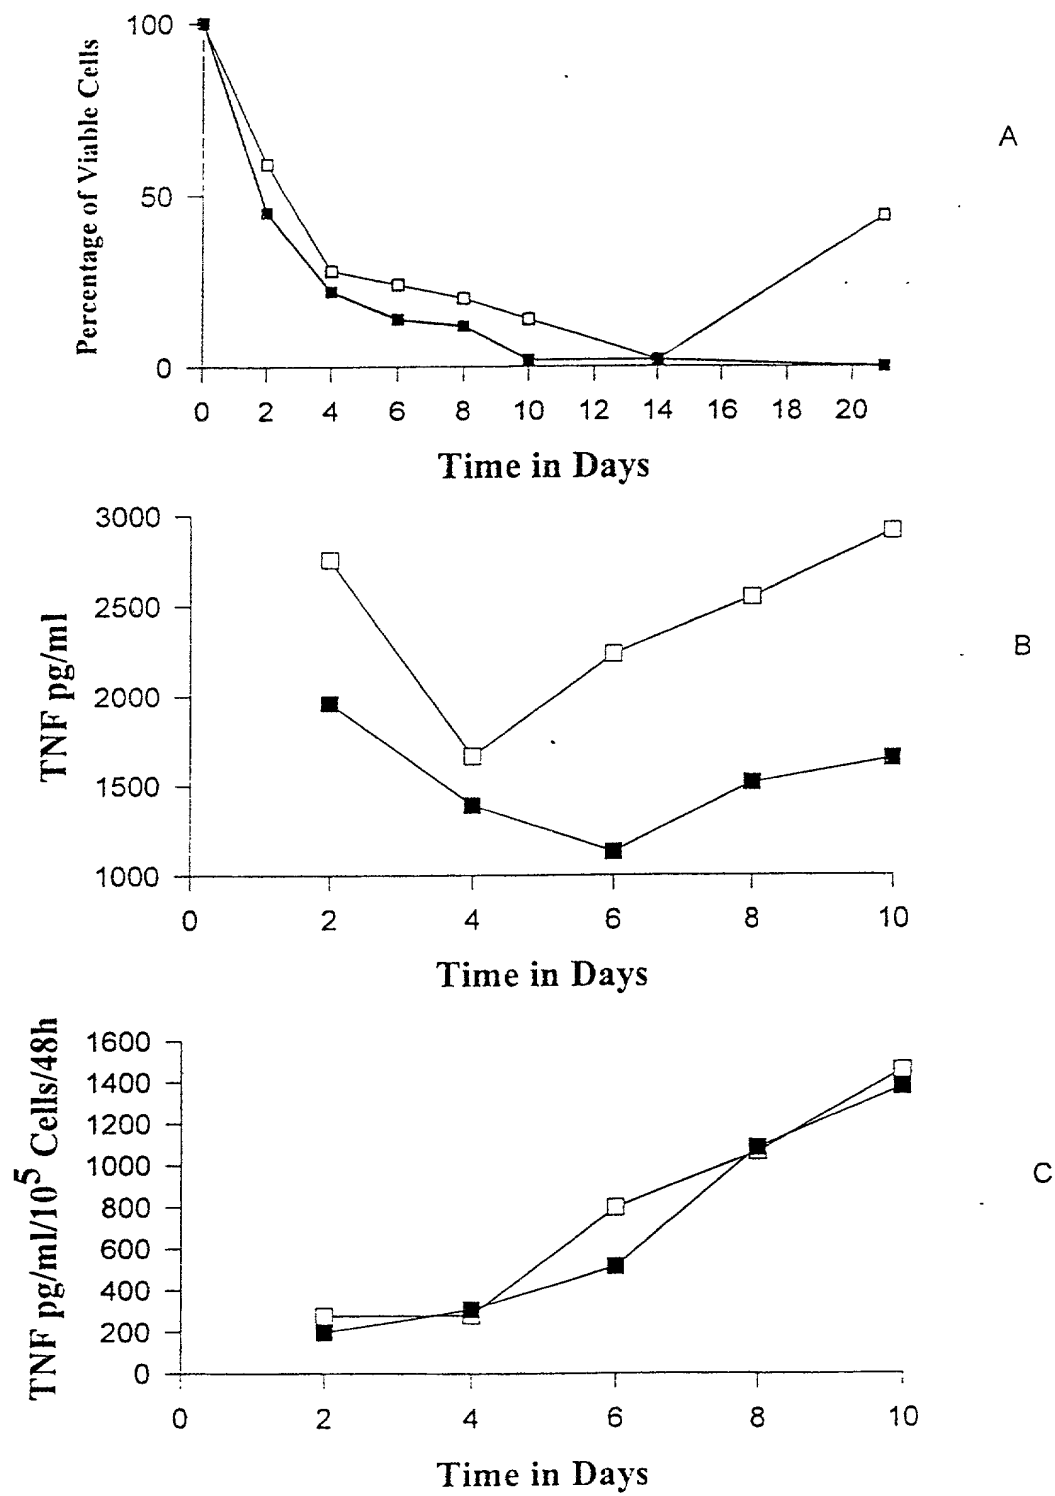 100
50
0
Percentage of Viable Cells
A
0 2 4 6 8 10 12 14 16 18 20
Time in Days
3000
2500
2000
1500
1000
TNF pg/ml
B
0 2 4 6 8 10
Time in Days
1600
1400
1200
1000
800
600
400
200
0
TNF pg/ml/10⁵ Cells/48h
C
0 2 4 6 8 10
Time in Days